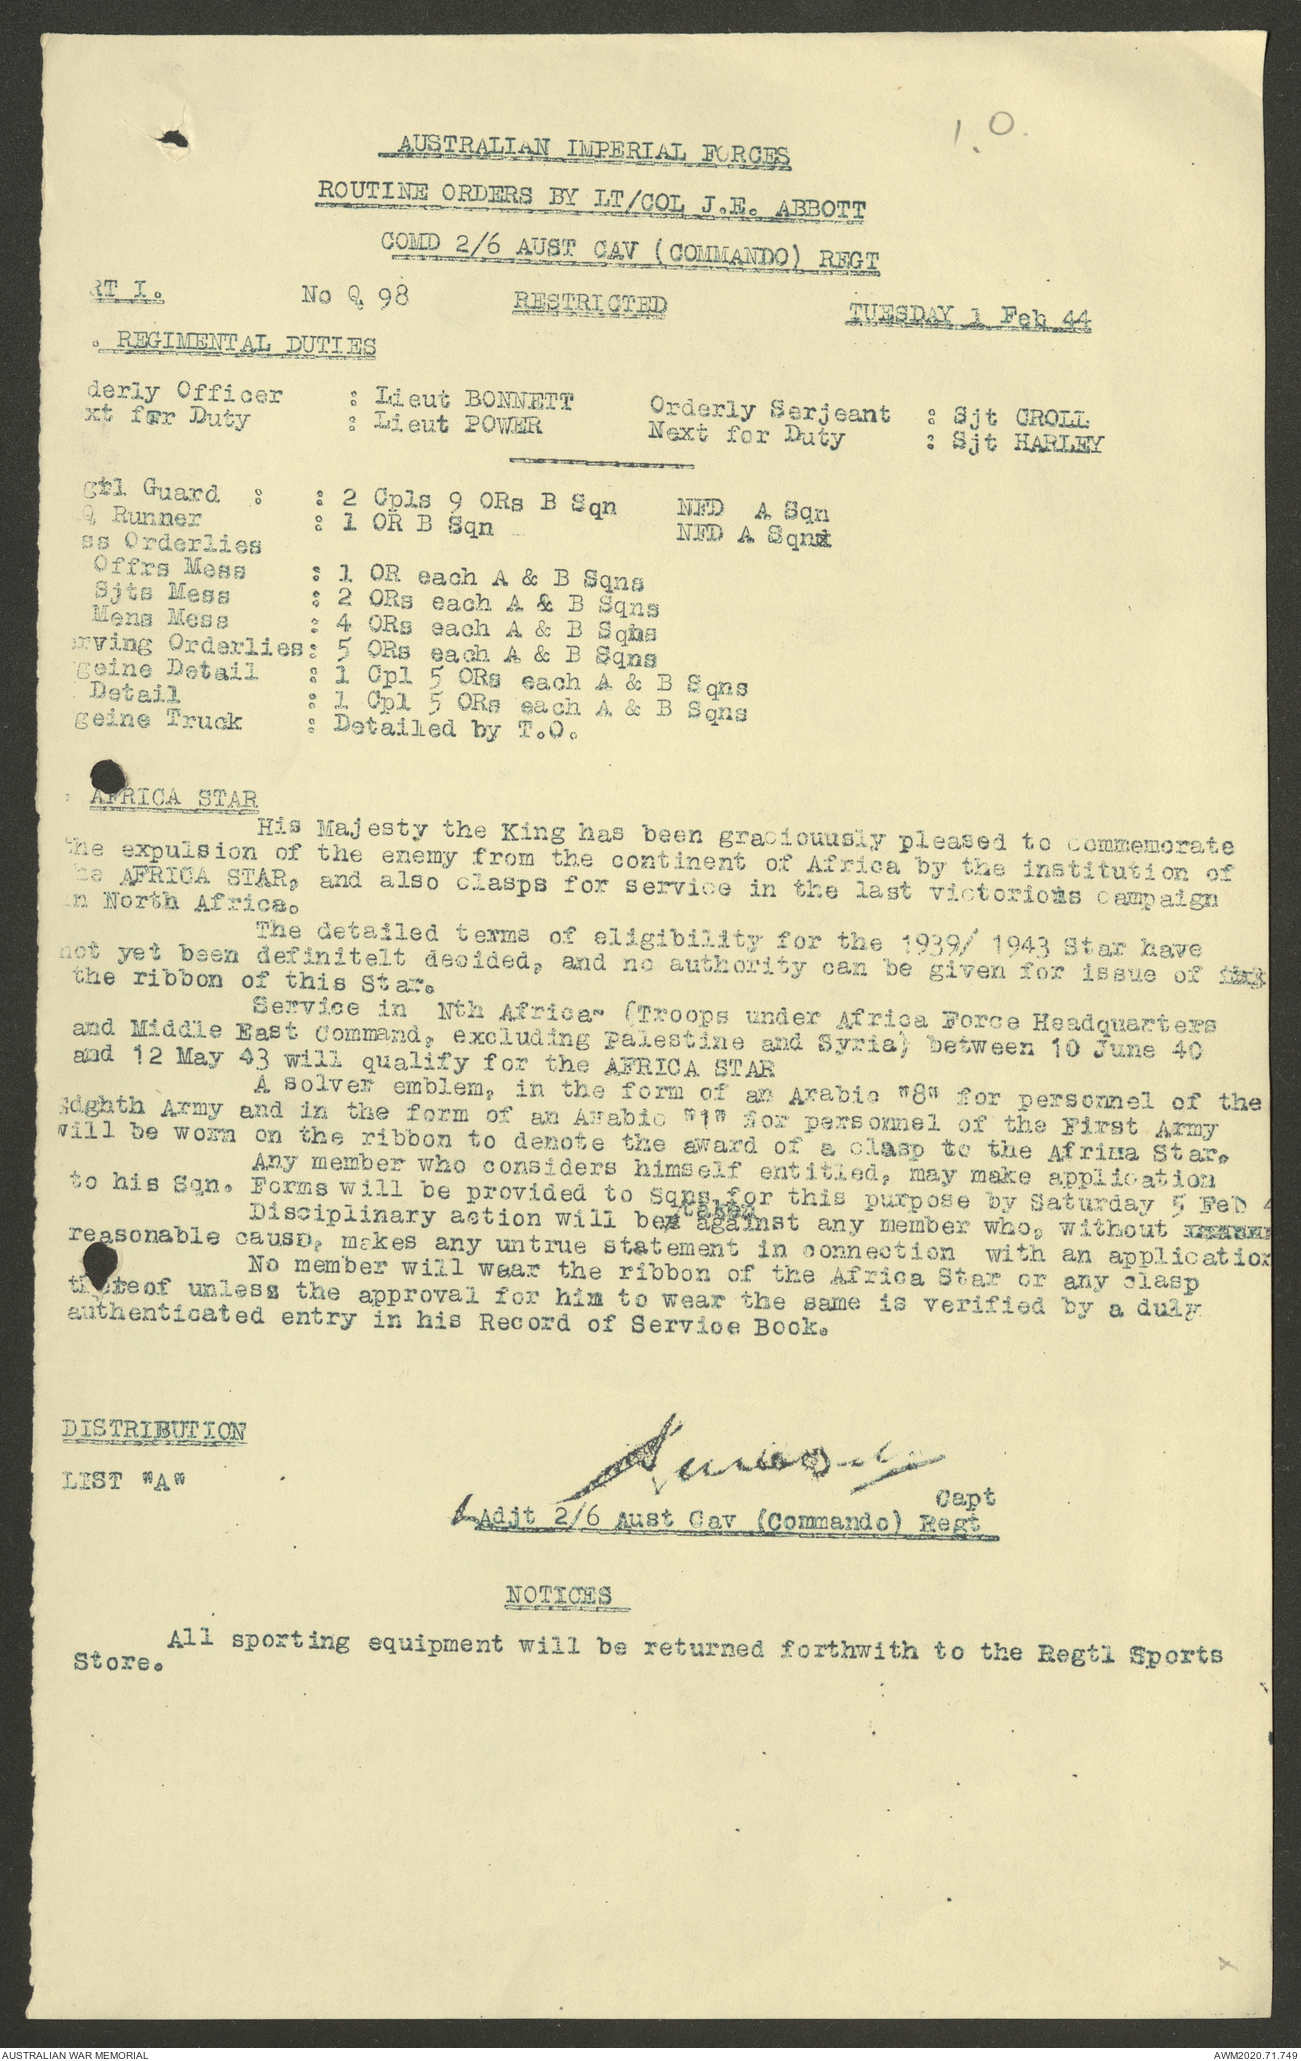 1.0.
AUSTRALIAN IMPERIAL FORCES
ROUTINE ORDERS BY LT/COL J.E. ABBOTT
COMD 2/6 AUST CAV (COMMANDO) REGT
RT I. No Q 98 RESTRICTED TUESDAY 1 Feb 44
. REGIMENTAL DUTIES
derly Officer : Lieut BONNETT Orderly Serjeant : Sjt CROLL
xt for Duty : Lieut POWER Next for Duty : Sjt HARLEY
gtl Guard : : 2 Cpls 9 ORs B Sqn NFD A Sqn
Q Runner : 1 OR B Sqn NFD A Sqn
ss Orderlies
Offrs Mess : 1 OR each A & B Sqns
Sjts Mess : 2 ORs each A & B Sqns
Mens Mess : 4 ORs each A & B Sqns
rving Orderlies: 5 ORs each A & B Sqns
geine Detail : 1 Cpl 5 ORs each A & B Sqns
Detail : 1 Cpl 5 ORs each A & B Sqns
geine Truck : Detailed by T.O.
: AFRICA STAR
His Majesty the King has been graciouusly pleased to commemorate
the expulsion of the enemy from the continent of Africa by the institution of
he AFRICA STAR, and also clasps for service in the last victorious campaign
in North Africa.
The detailed terms of eligibility for the 1939/ 1943 Star have
not yet been definitelt decided, and no authority can be given for issue of
the ribbon of this Star.
Service in Nth Africa- (Troops under Africa Force Headquarters
and Middle East Command, excluding Palestine and Syria) between 10 June 40
and 12 May 43 will qualify for the AFRICA STAR
A solver emblem, in the form of an Arabic "8" for personnel of the
Eighth Army and in the form of an Arabic "1" for personnel of the First Army
will be worn on the ribbon to denote the award of a clasp to the Afrima Star.
Any member who considers himself entitled, may make application
to his Sqn. Forms will be provided to Sqns for this purpose by Saturday 5 Feb 4
taken
Disciplinary action will be against any member who, without
reasonable causp, makes any untrue statement in connection with an application
No member will wear the ribbon of the Africa Star or any clasp
thereof unless the approval for him to wear the same is verified by a duly
authenticated entry in his Record of Service Book.
DISTRIBUTION
LIST "A"
Capt
Adjt 2/6 Aust Cav (Commando) Regt
NOTICES
All sporting equipment will be returned forthwith to the Regtl Sports
Store.
AUSTRALIAN WAR MEMORIAL AWM2020.71.749